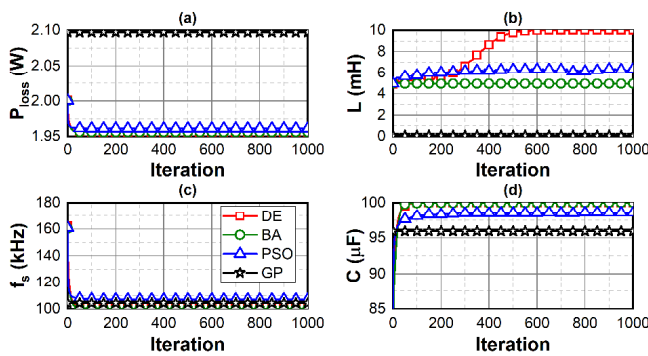 (a)
2.10
2.05
2.00
1.95
P_loss (W)
0 200 400 600 800 1000
Iteration
(b)
10
8
6
4
2
0
L (mH)
0 200 400 600 800 1000
Iteration
(c)
180
160
140
120
100
f_s (kHz)
DE
BA
PSO
GP
0 200 400 600 800 1000
Iteration
(d)
100
95
90
85
C (μF)
0 200 400 600 800 1000
Iteration